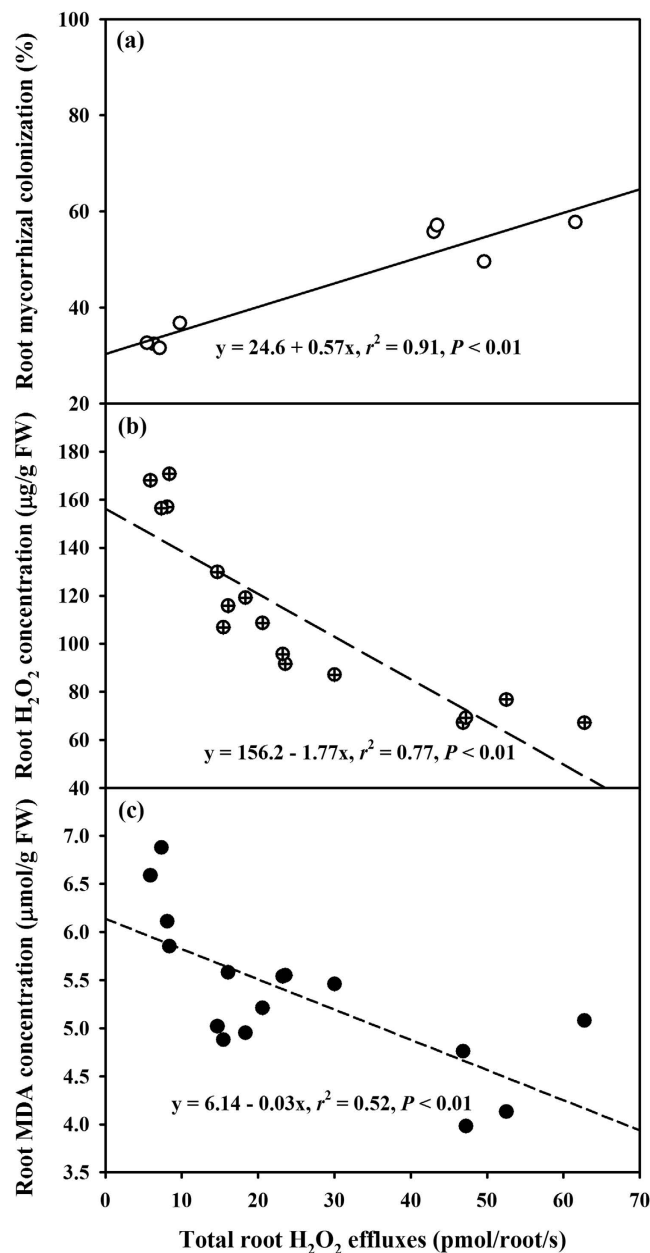 (a)
Root mycorrhizal colonization (%)
100
80
60
40
20
y = 24.6 + 0.57x, r² = 0.91, P < 0.01
(b)
Root H₂O₂ concentration (µg/g FW)
180
160
140
120
100
80
60
40
y = 156.2 - 1.77x, r² = 0.77, P < 0.01
(c)
Root MDA concentration (µmol/g FW)
7.0
6.5
6.0
5.5
5.0
4.5
4.0
3.5
y = 6.14 - 0.03x, r² = 0.52, P < 0.01
0 10 20 30 40 50 60 70
Total root H₂O₂ effluxes (pmol/root/s)